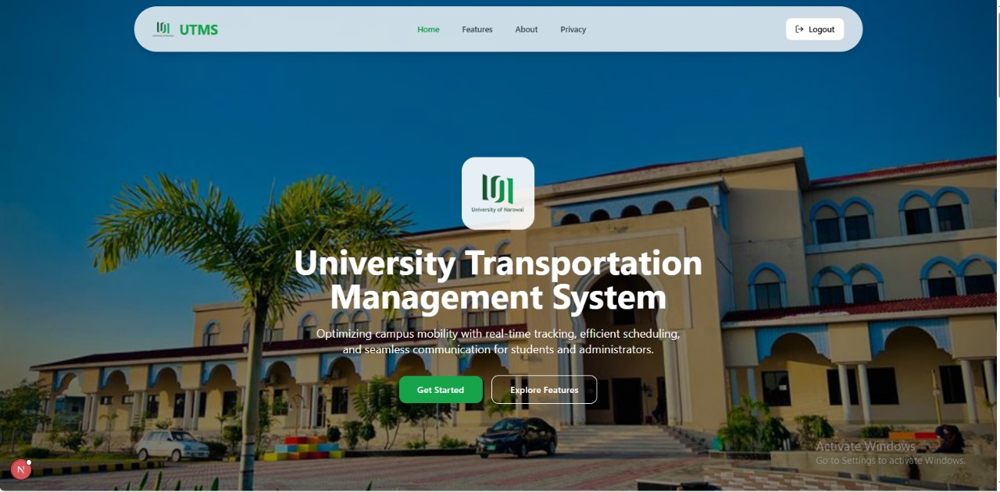 UTMS
Home
Features
About
Privacy
Logout
University of Narowal
University Transportation
Management System
Optimizing campus mobility with real-time tracking, efficient scheduling,
and seamless communication for students and administrators.
Get Started
Explore Features
Activate Windows
Go to Settings to activate Windows.
N